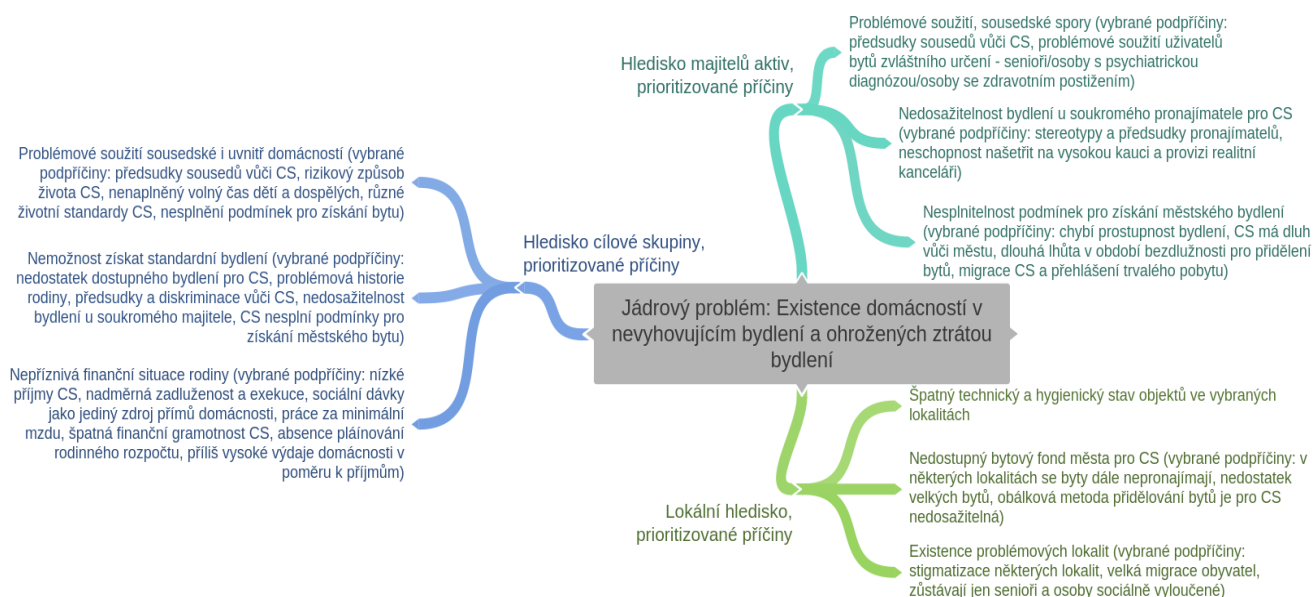 Hledisko majitelů aktiv,
prioritizované příčiny
Problémové soužití, sousedské spory (vybrané podpříčiny:
předsudky sousedů vůči CS, problémové soužití uživatelů
bytů zvláštního určení - senioři/osoby s psychiatrickou
diagnózou/osoby se zdravotním postižením)
Nedosažitelnost bydlení u soukromého pronajímatele pro CS
(vybrané podpříčiny: stereotypy a předsudky pronajímatelů,
neschopnost našetřit na vysokou kauci a provizi realitní
kanceláři)
Nesplnitelnost podmínek pro získání městského bydlení
(vybrané podpříčiny: chybí prostupnost bydlení, CS má dluh
vůči městu, dlouhá lhůta v období bezdlužnosti pro přidělení
bytů, migrace CS a přehlášení trvalého pobytu)
Hledisko cílové skupiny,
prioritizované příčiny
Problémové soužití sousedské i uvnitř domácností (vybrané
podpříčiny: předsudky sousedů vůči CS, rizikový způsob
života CS, nenaplněný volný čas dětí a dospělých, různé
životní standardy CS, nesplnění podmínek pro získání bytu)
Nemožnost získat standardní bydlení (vybrané podpříčiny:
nedostatek dostupného bydlení pro CS, problémová historie
rodiny, předsudky a diskriminace vůči CS, nedosažitelnost
bydlení u soukromého majitele, CS nesplní podmínky pro
získání městského bytu)
Nepříznivá finanční situace rodiny (vybrané podpříčiny: nízké
příjmy CS, nadměrná zadluženost a exekuce, sociální dávky
jako jediný zdroj přímů domácnosti, práce za minimální
mzdu, špatná finanční gramotnost CS, absence pláínování
rodinného rozpočtu, příliš vysoké výdaje domácnosti v
poměru k příjmům)
Jádrový problém: Existence domácností v
nevyhovujícím bydlení a ohrožených ztrátou
bydlení
Lokální hledisko,
prioritizované příčiny
Špatný technický a hygienický stav objektů ve vybraných
lokalitách
Nedostupný bytový fond města pro CS (vybrané podpříčiny: v
některých lokalitách se byty dále nepronajímají, nedostatek
velkých bytů, obálková metoda přidělování bytů je pro CS
nedosažitelná)
Existence problémových lokalit (vybrané podpříčiny:
stigmatizace některých lokalit, velká migrace obyvatel,
zůstávají jen senioři a osoby sociálně vyloučené)